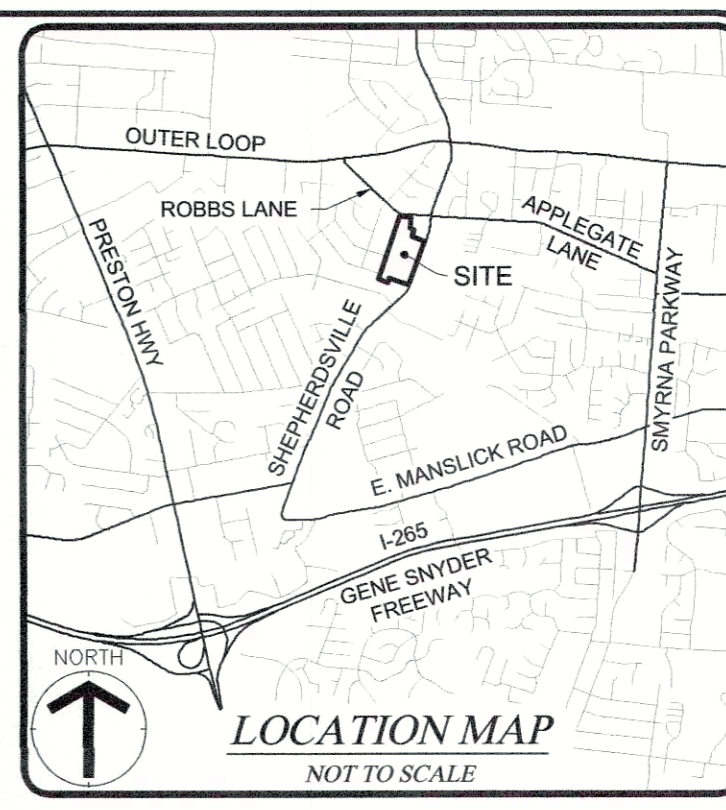 OUTER LOOP
ROBBS LANE
APPLEGATE
LANE
PRESTON HWY
SITE
SMYRNA PARKWAY
SHEPHERDSVILLE
ROAD
E. MANSLICK ROAD
I-265
GENE SNYDER
FREEWAY
NORTH
LOCATION MAP
NOT TO SCALE